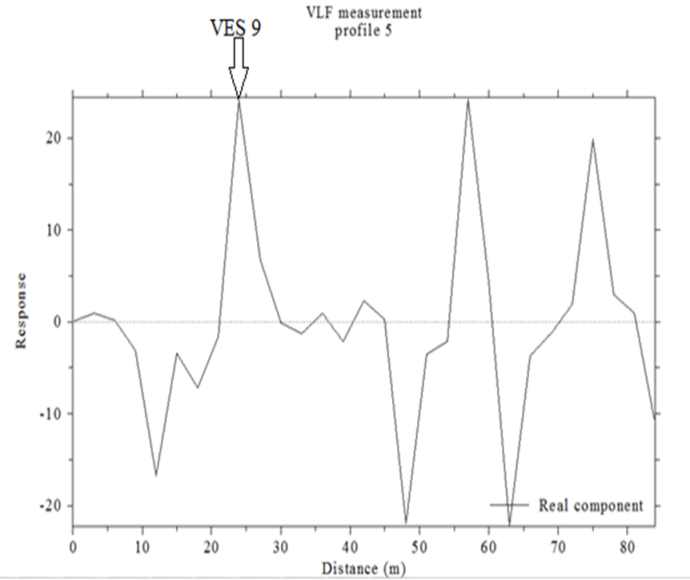 VLF measurement
profile 5
VES 9
20
10
0
-10
-20
Response
Real component
0 10 20 30 40 50 60 70 80
Distance (m)